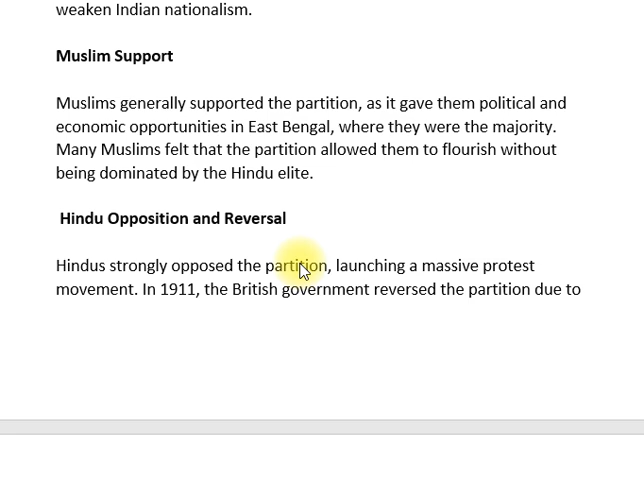 weaken Indian nationalism.
Muslim Support
Muslims generally supported the partition, as it gave them political and
economic opportunities in East Bengal, where they were the majority.
Many Muslims felt that the partition allowed them to flourish without
being dominated by the Hindu elite.
Hindu Opposition and Reversal
Hindus strongly opposed the partition, launching a massive protest
movement. In 1911, the British government reversed the partition due to